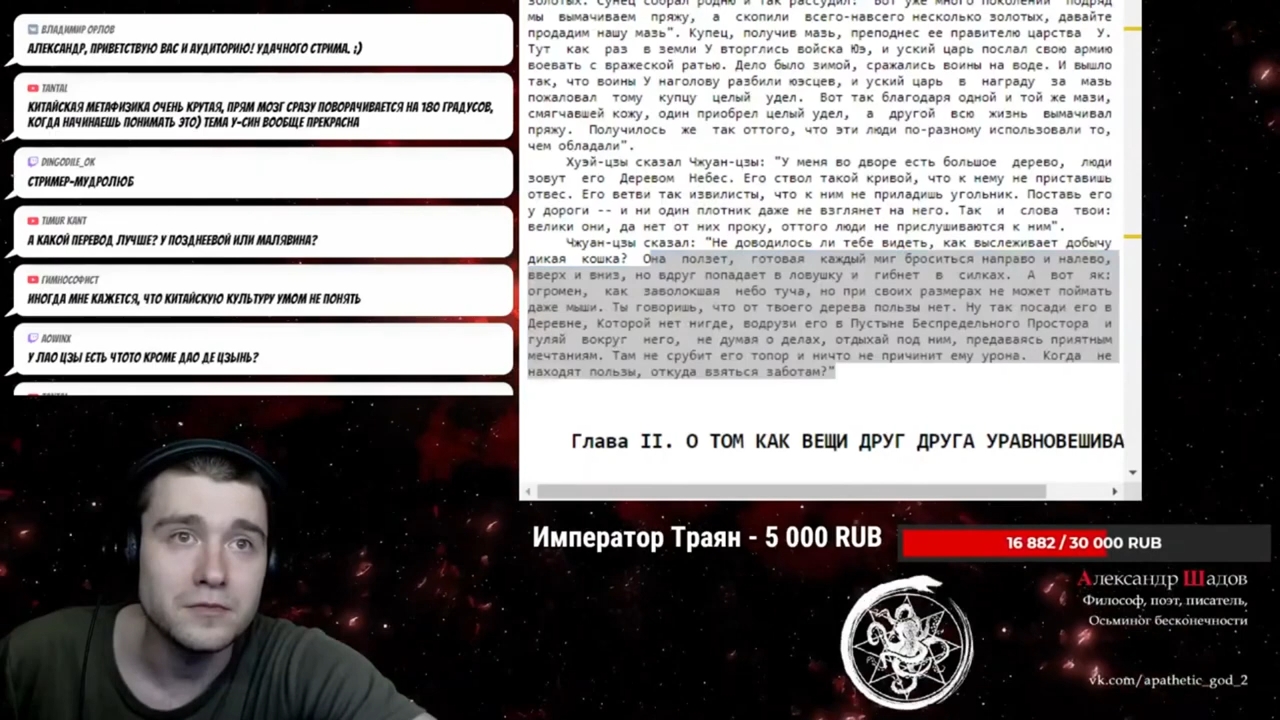 ВЛАДИМИР ОРЛОВ
АЛЕКСАНДР, ПРИВЕТСТВУЮ ВАС И АУДИТОРИЮ! УДАЧНОГО СТРИМА. ;)
TANTAL
КИТАЙСКАЯ МЕТАФИЗИКА ОЧЕНЬ КРУТАЯ, ПРЯМ МОЗГ СРАЗУ ПОВОРАЧИВАЕТСЯ НА 180 ГРАДУСОВ,
КОГДА НАЧИНАЕШЬ ПОНИМАТЬ ЭТО) ТЕМА У-СИН ВООБЩЕ ПРЕКРАСНА
DINGODILE_OK
СТРИМЕР-МУДРОЛЮБ
TIMUR KANT
А КАКОЙ ПЕРЕВОД ЛУЧШЕ? У ПОЗДНЕЕВОЙ ИЛИ МАЛЯВИНА?
ГИМНОСОФИСТ
ИНОГДА МНЕ КАЖЕТСЯ, ЧТО КИТАЙСКУЮ КУЛЬТУРУ УМОМ НЕ ПОНЯТЬ
AOWINX
У ЛАО ЦЗЫ ЕСТЬ ЧТОТО КРОМЕ ДАО ДЕ ЦЗЫНЬ?
золотых. Сунец собрал родню и так рассудил: "Вот уже много поколений подряд
мы вымачиваем пряжу, а скопили всего-навсего несколько золотых, давайте
продадим нашу мазь". Купец, получив мазь, преподнес ее правителю царства У.
Тут как раз в земли У вторглись войска Юэ, и уский царь послал свою армию
воевать с вражеской ратью. Дело было зимой, сражались воины на воде. И вышло
так, что воины У наголову разбили юэсцев, и уский царь в награду за мазь
пожаловал тому купцу целый удел. Вот так благодаря одной и той же мази,
смягчавшей кожу, один приобрел целый удел, а другой всю жизнь вымачивал
пряжу. Получилось же так оттого, что эти люди по-разному использовали то,
чем обладали".
Хуэй-цзы сказал Чжуан-цзы: "У меня во дворе есть большое дерево, люди
зовут его Деревом Небес. Его ствол такой кривой, что к нему не приставишь
отвес. Его ветви так извилисты, что к ним не приладишь угольник. Поставь его
у дороги -- и ни один плотник даже не взглянет на него. Так и слова твои:
велики они, да нет от них проку, оттого люди не прислушиваются к ним".
Чжуан-цзы сказал: "Не доводилось ли тебе видеть, как выслеживает добычу
дикая кошка? Она ползет, готовая каждый миг броситься направо и налево,
вверх и вниз, но вдруг попадает в ловушку и гибнет в силках. А вот як:
огромен, как заволокшая небо туча, но при своих размерах не может поймать
даже мыши. Ты говоришь, что от твоего дерева пользы нет. Ну так посади его в
Деревне, Которой нет нигде, водрузи его в Пустыне Беспредельного Простора и
гуляй вокруг него, не думая о делах, отдыхай под ним, предаваясь приятным
мечтаниям. Там не срубит его топор и ничто не причинит ему урона. Когда не
находят пользы, откуда взяться заботам?"
Глава II. О ТОМ КАК ВЕЩИ ДРУГ ДРУГА УРАВНОВЕШИВА
Император Траян - 5 000 RUB
16 882 / 30 000 RUB
Александр Шадов
Философ, поэт, писатель,
Осьминог бесконечности
vk.com/apathetic_god_2